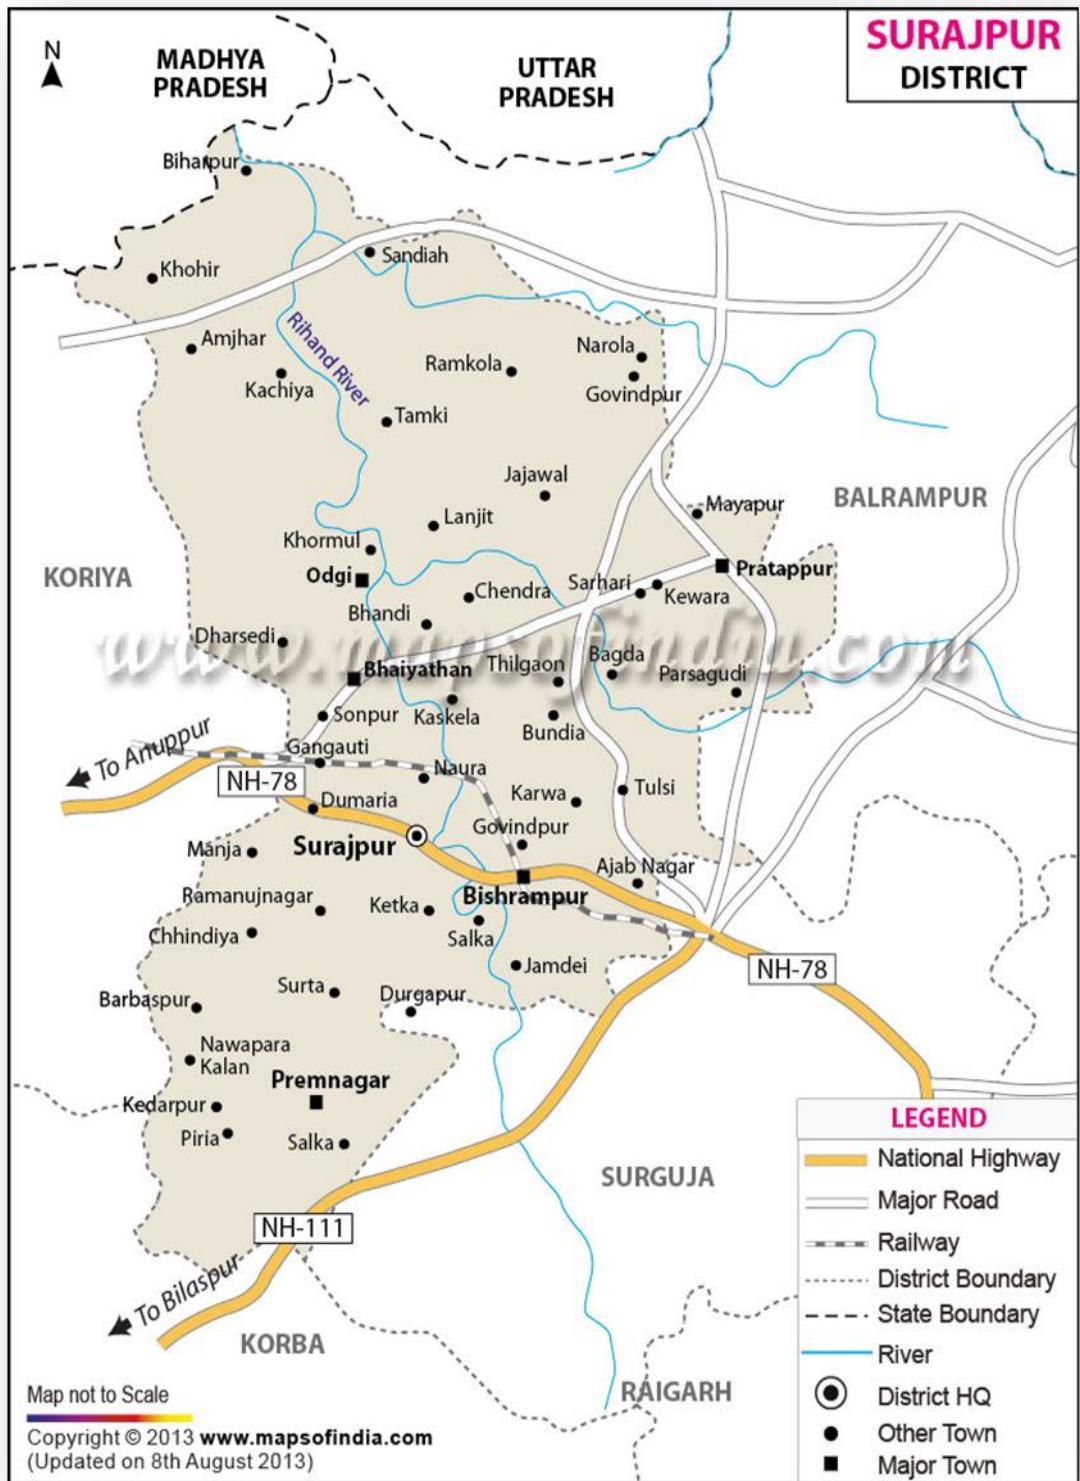 SURAJPUR
DISTRICT
N
MADHYA
PRADESH
UTTAR
PRADESH
Biharpur
Sandiah
Khohir
Rihand River
Amjhar
Narola
Ramkola
Kachiya
Govindpur
Tamki
Jajawal
BALRAMPUR
Mayapur
Lanjit
Khormul
KORIYA
Odgi
Pratappur
Sarhari
Chendra
Kewara
Bhandi
Dharsedi
www.mapsofindia.com
Bhaiyathan
Thilgaon
Bagda
Parsagudi
Sonpur
Kaskela
Bundia
To Anuppur
Gangauti
Naura
NH-78
Tulsi
Karwa
Dumaria
Govindpur
Surajpur
Manja
Ajab Nagar
Ramanujnagar
Bishrampur
Ketka
Chhindiya
Salka
Jamdei
NH-78
Surta
Durgapur
Barbaspur
Nawapara
Kalan
Premnagar
Kedarpur
Piria
Salka
SURGUJA
NH-111
To Bilaspur
KORBA
RAIGARH
LEGEND
National Highway
Major Road
Railway
District Boundary
State Boundary
River
District HQ
Other Town
Major Town
Map not to Scale
Copyright © 2013 www.mapsofindia.com
(Updated on 8th August 2013)